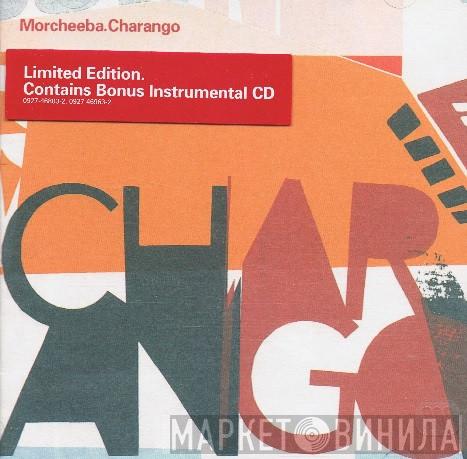 Morcheeba.Charango
Limited Edition.
Contains Bonus Instrumental CD
CHAR
ANGO
МАРКЕТ ВИНИЛА